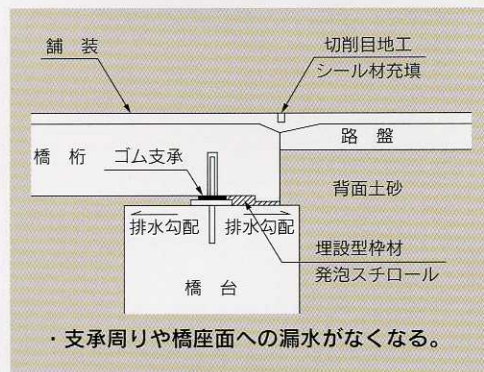 舗装
切削目地工
シール材充填
橋桁
ゴム支承
路盤
背面土砂
排水勾配
排水勾配
埋設型枠材
発泡スチロール
橋台
・支承周りや橋座面への漏水がなくなる。